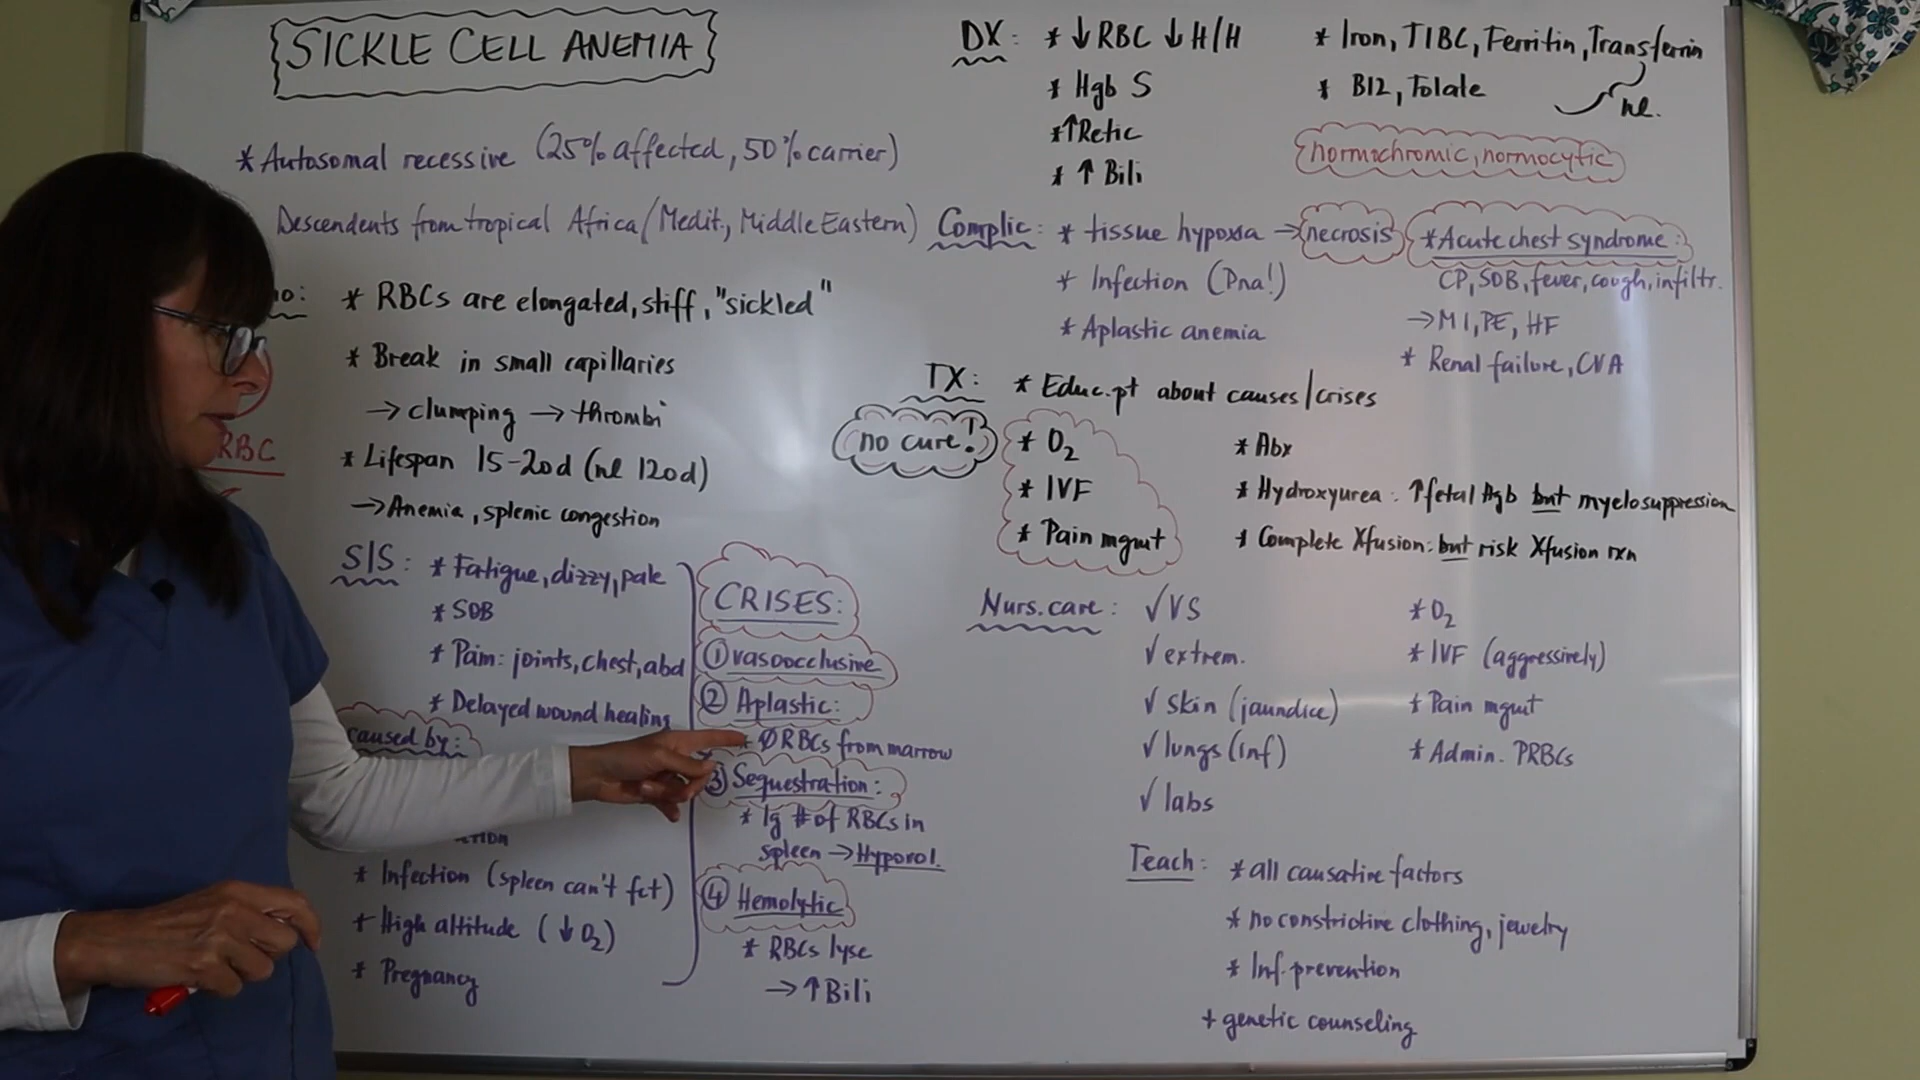 SICKLE CELL ANEMIA
* Autosomal recessive (25% affected, 50% carrier)
Descendents from tropical Africa (Medit., Middle Eastern)
* RBCs are elongated, stiff, "sickled"
* Break in small capillaries
→ clumping → thrombi
RBC
* Lifespan 15-20d (nl 120d)
→ Anemia, splenic congestion
S/S: * Fatigue, dizzy, pale
* SOB
* Pain: joints, chest, abd
* Delayed wound healing
caused by:
* Infection (spleen can't fct)
* High altitude (↓ O2)
* Pregnancy
CRISES:
① vasoocclusive
② Aplastic:
* Ø RBCs from marrow
③ Sequestration:
* lg # of RBCs in
spleen → Hypovol.
④ Hemolytic
* RBCs lyse
→ ↑ Bili
DX: * ↓ RBC ↓ H/H
* Hgb S
* ↑ Retic
* ↑ Bili
* Iron, TIBC, Ferritin, Transferrin
* B12, Folate
nl.
normochromic, normocytic
Complic: * tissue hypoxia → necrosis
* Infection (Pna!)
* Aplastic anemia
* Acute chest syndrome:
CP, SOB, fever, cough, infiltr.
→ MI, PE, HF
* Renal failure, CVA
TX: * Educ. pt about causes/crises
no cure!
* O2
* IVF
* Pain mgmt
* Abx
* Hydroxyurea: ↑ fetal Hgb but myelosuppression
* Complete Xfusion: but risk Xfusion rxn
Nurs. care: √ VS
√ extrem.
√ skin (jaundice)
√ lungs (inf)
√ labs
* O2
* IVF (aggressively)
* Pain mgmt
* Admin. PRBCs
Teach: * all causative factors
* no constrictive clothing, jewelry
* Inf. prevention
+ genetic counseling